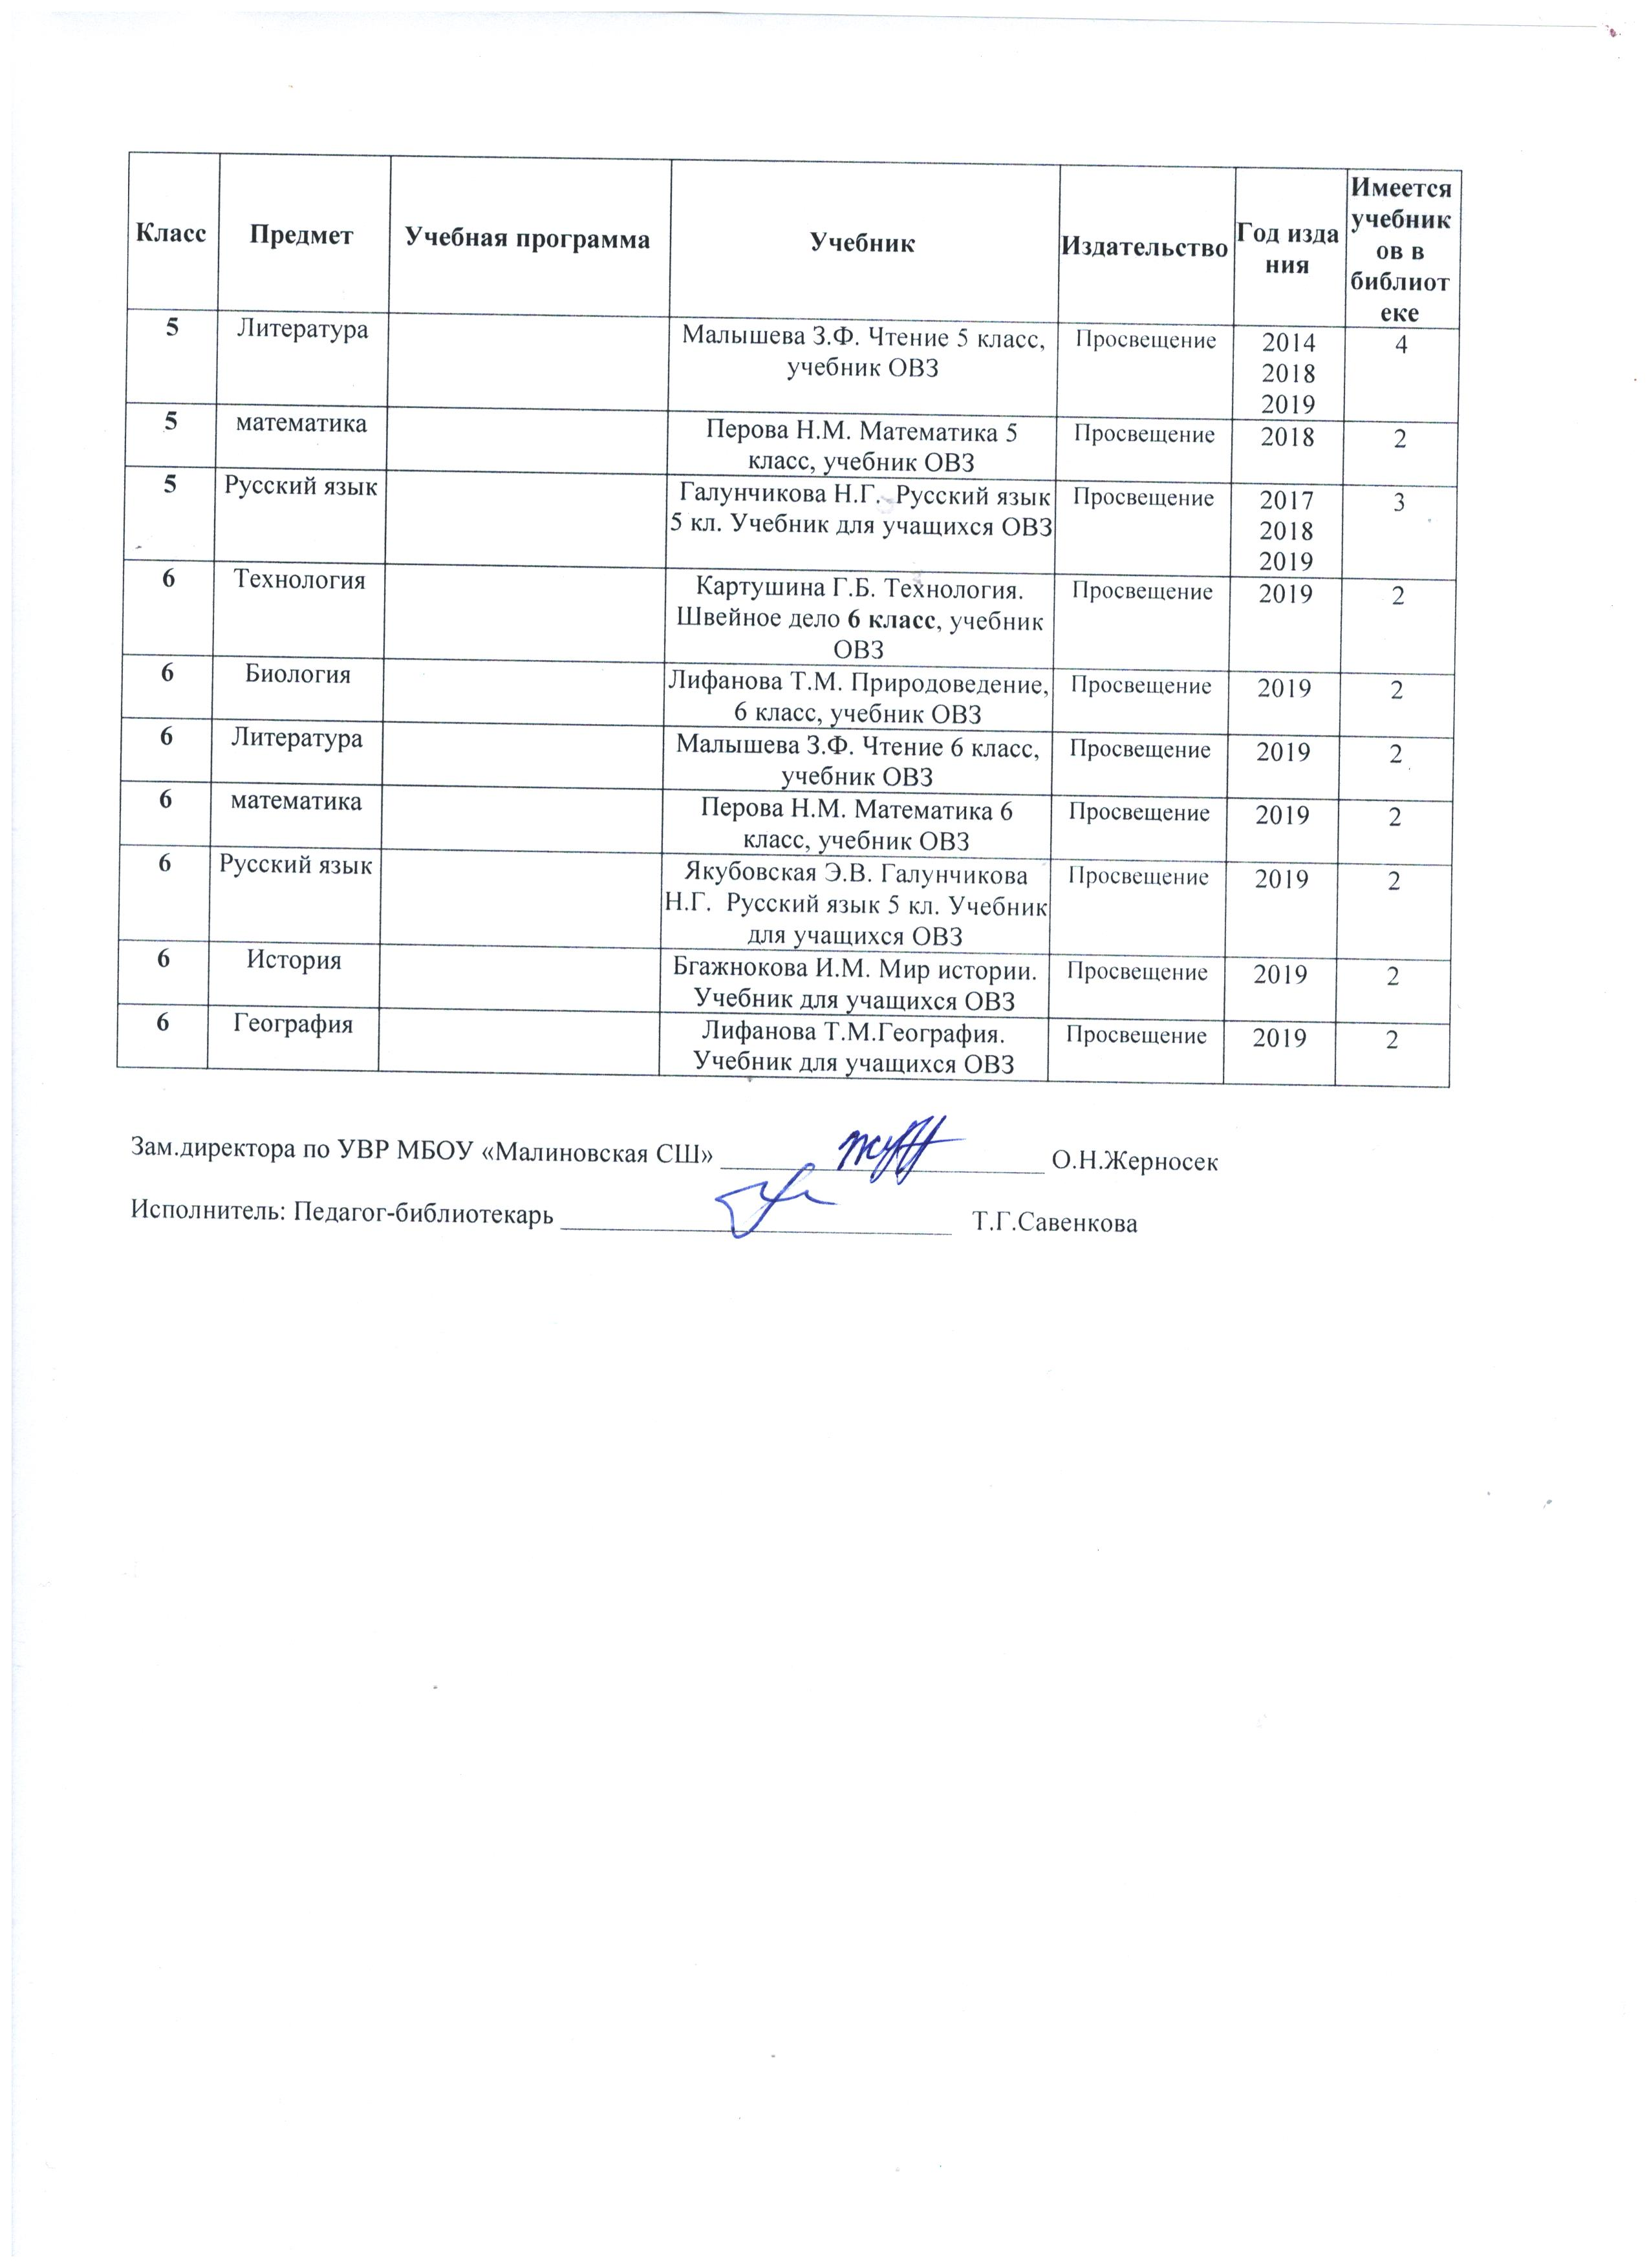 Класс Предмет Учебная программа Учебник Издательство Год изда Имеется
ния учебник
ов в
библиот
еке
5 Литература Малышева З.Ф. Чтение 5 класс, Просвещение 2014 4
учебник ОВЗ 2018
2019
5 математика Перова Н.М. Математика 5 Просвещение 2018 2
класс, учебник ОВЗ
5 Русский язык Галунчикова Н.Г. Русский язык Просвещение 2017 3
5 кл. Учебник для учащихся ОВЗ 2018
2019
6 Технология Картушина Г.Б. Технология. Просвещение 2019 2
Швейное дело 6 класс, учебник
ОВЗ
6 Биология Лифанова Т.М. Природоведение, Просвещение 2019 2
6 класс, учебник ОВЗ
6 Литература Малышева З.Ф. Чтение 6 класс, Просвещение 2019 2
учебник ОВЗ
6 математика Перова Н.М. Математика 6 Просвещение 2019 2
класс, учебник ОВЗ
6 Русский язык Якубовская Э.В. Галунчикова Просвещение 2019 2
Н.Г. Русский язык 5 кл. Учебник
для учащихся ОВЗ
6 История Бгажнокова И.М. Мир истории. Просвещение 2019 2
Учебник для учащихся ОВЗ
6 География Лифанова Т.М.География. Просвещение 2019 2
Учебник для учащихся ОВЗ
Зам.директора по УВР МБОУ «Малиновская СШ» О.Н.Жерносек
Исполнитель: Педагог-библиотекарь Т.Г.Савенкова